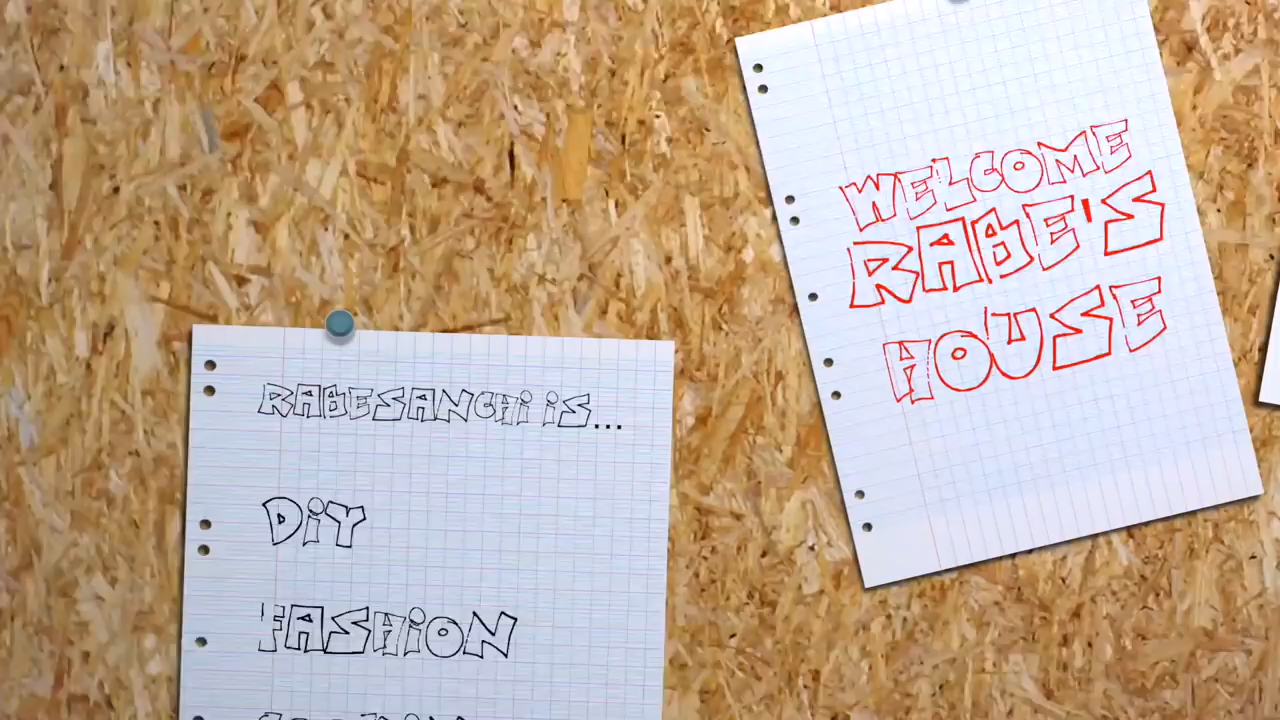 WELCOME
RABE'S
HOUSE
RABESANCHI iS...
DiY
FASHiON